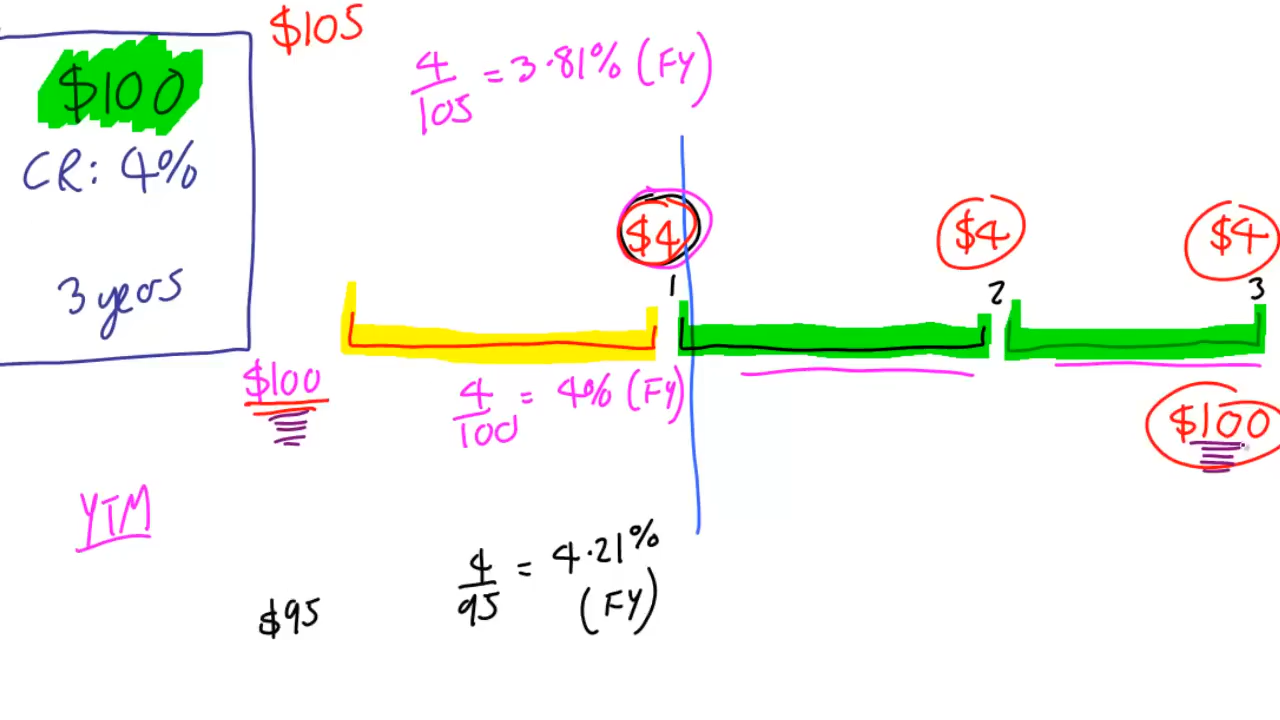 $105
$100
CR: 4%
3 years
4/105 = 3.81% (FY)
$4
$4
$4
1
2
3
$100
4/100 = 4% (FY)
$100
YTM
$95
4/95 = 4.21%
(FY)